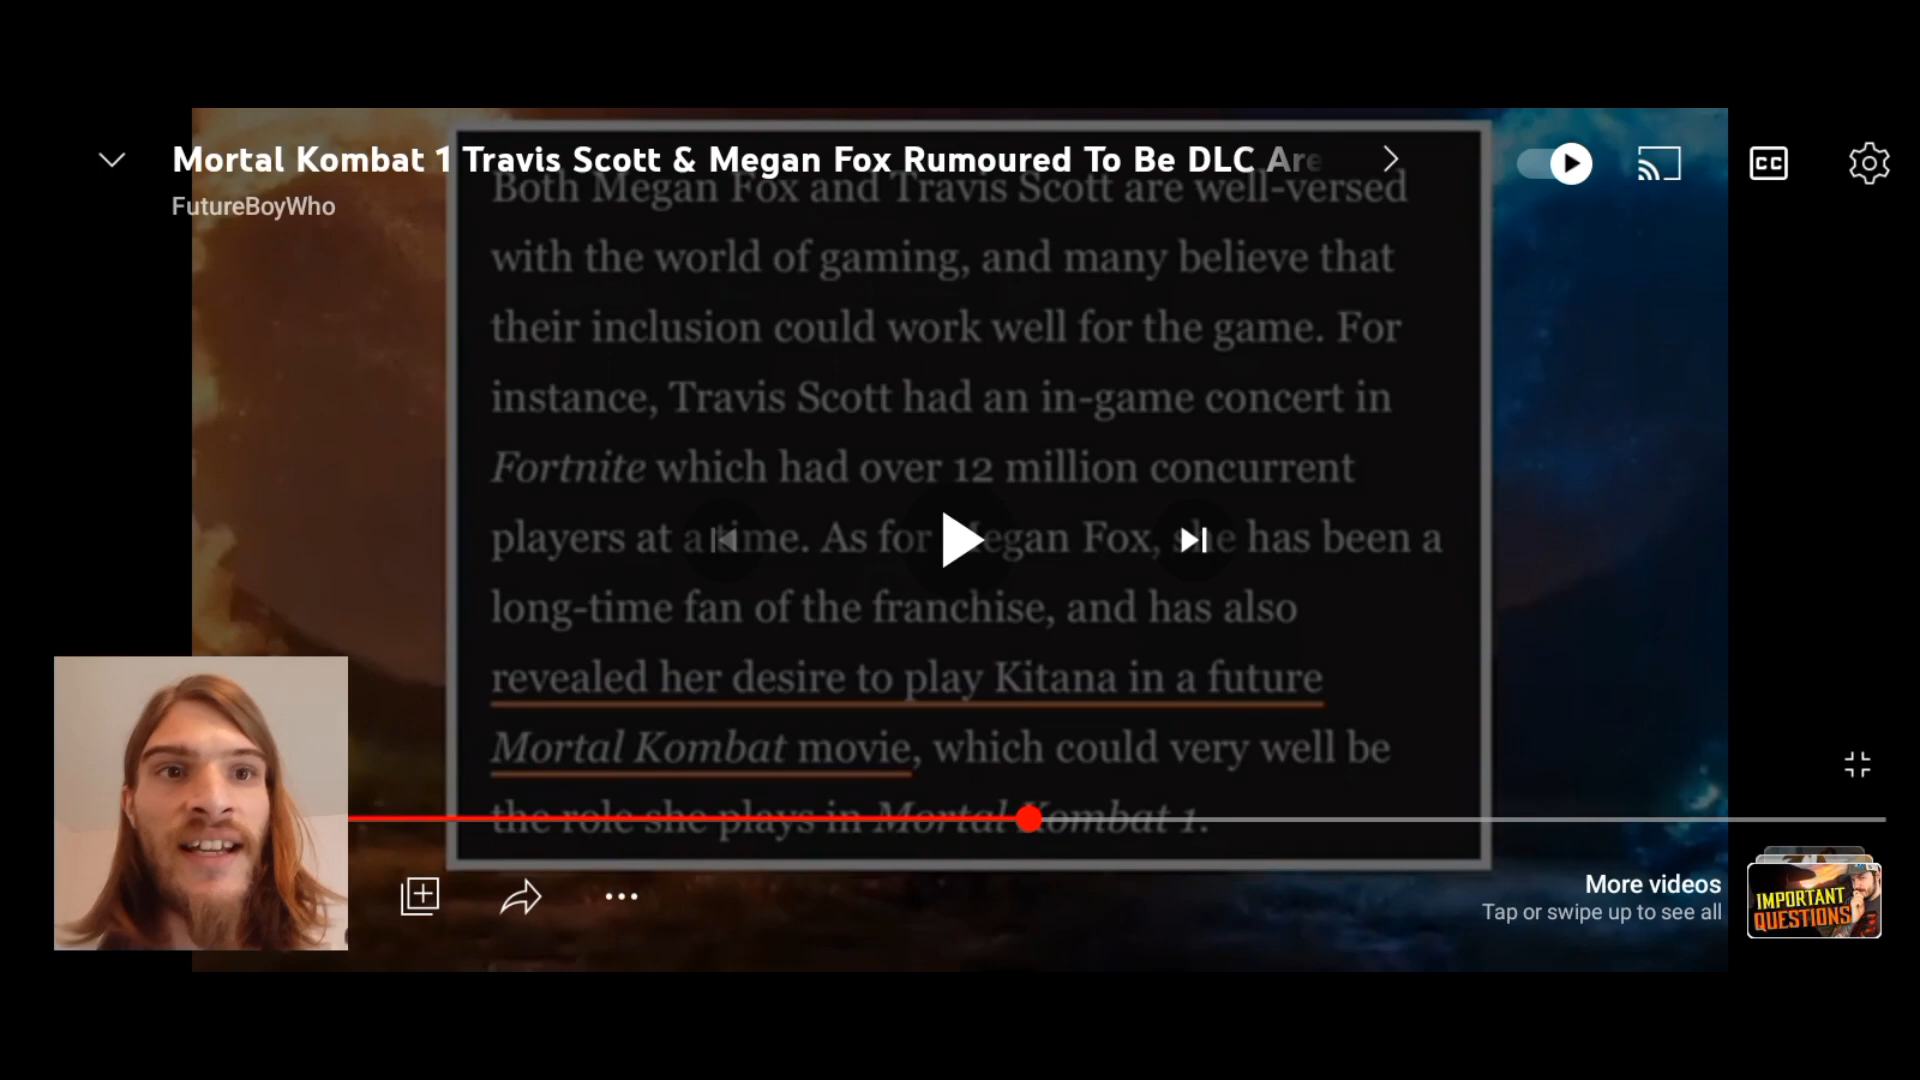 Mortal Kombat 1 Travis Scott & Megan Fox Rumoured To Be DLC Are
FutureBoyWho
CC
Both Megan Fox and Travis Scott are well-versed
with the world of gaming, and many believe that
their inclusion could work well for the game. For
instance, Travis Scott had an in-game concert in
Fortnite which had over 12 million concurrent
players at a time. As for Megan Fox, she has been a
long-time fan of the franchise, and has also
revealed her desire to play Kitana in a future
Mortal Kombat movie, which could very well be
the role she plays in Mortal Kombat 1.
More videos
Tap or swipe up to see all
IMPORTANT
QUESTIONS